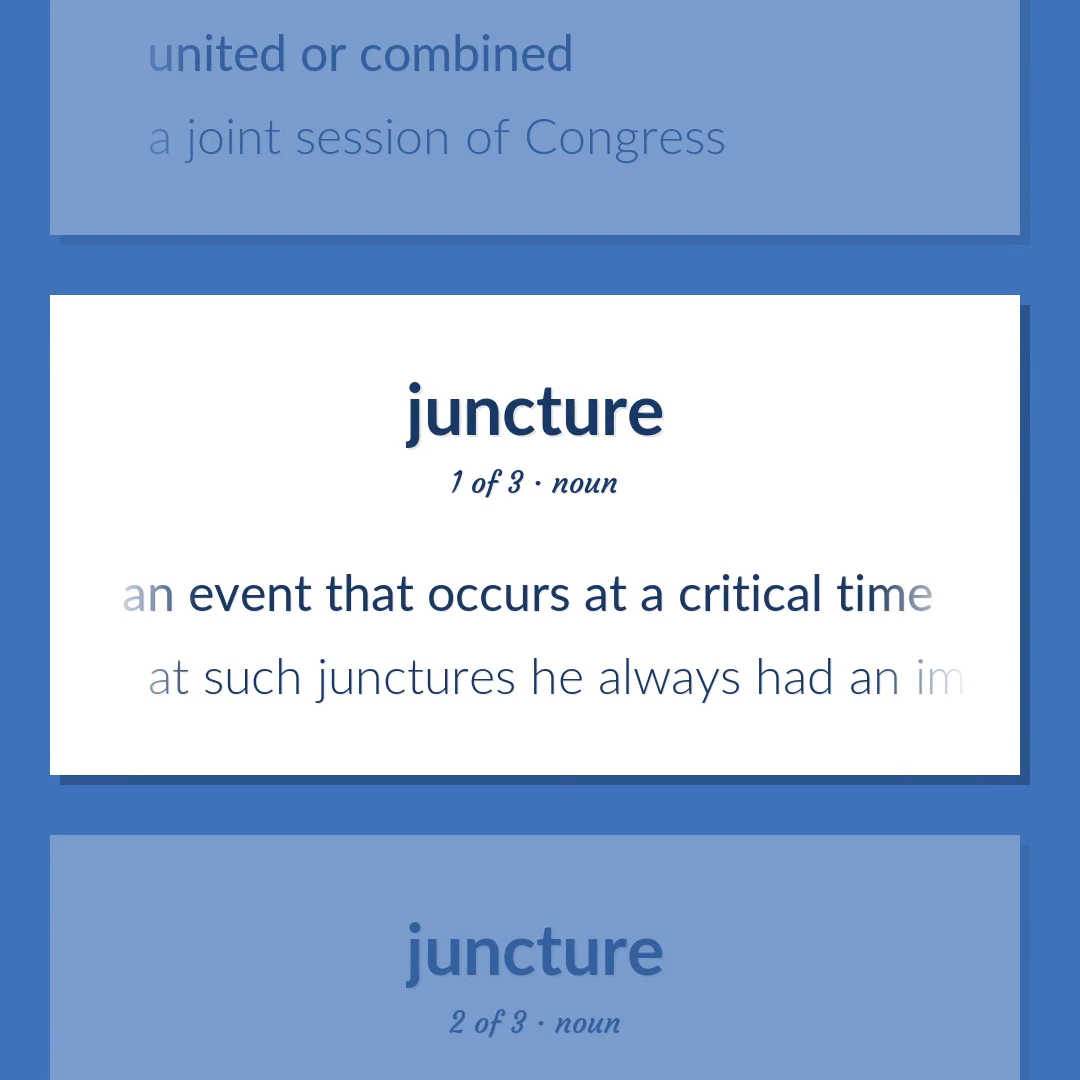 united or combined
a joint session of Congress
juncture
1 of 3 · noun
an event that occurs at a critical time
at such junctures he always had an im
juncture
2 of 3 · noun